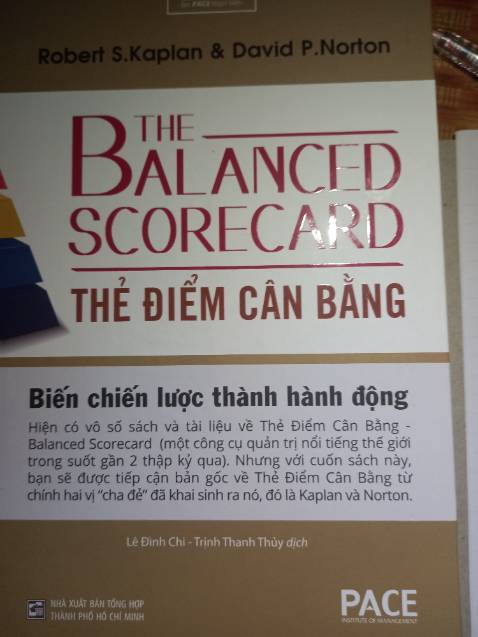 Robert S.Kaplan & David P.Norton
THE
BALANCED
SCORECARD
THẺ ĐIỂM CÂN BẰNG
Biến chiến lược thành hành động
Hiện có vô số sách và tài liệu về Thẻ Điểm Cân Bằng -
Balanced Scorecard (một công cụ quản trị nổi tiếng thế giới
trong suốt gần 2 thập kỷ qua). Nhưng với cuốn sách này,
bạn sẽ được tiếp cận bản gốc về Thẻ Điểm Cân Bằng từ
chính hai vị "cha đẻ" đã khai sinh ra nó, đó là Kaplan và Norton.
Lê Đình Chi - Trịnh Thanh Thủy dịch
NHÀ XUẤT BẢN TỔNG HỢP
THÀNH PHỐ HỒ CHÍ MINH
PACE
INSTITUTE OF MANAGEMENT